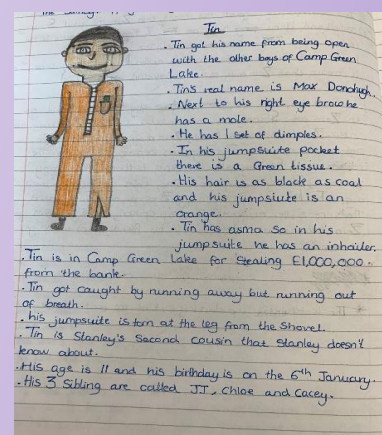 Tin
. Tin got his name from being open
with the other boys of Camp Green
Lake.
. Tin's real name is Max Donohugh.
. Next to his right eye brow he
has a mole.
. He has 1 set of dimples.
. In his jumpsuite pocket
there is a Green tissue.
. His hair is as black as coal
and his jumpsiute is an
orange.
. Tin has asma so in his
jumpsuite he has an inhailer.
. Tin is in Camp Green Lake for Stealing £1,000,000.
from the bank.
. Tin got caught by running away but running out
of breath.
. his jumpsuite is torn at the leg from the shovel.
. Tin is Stanley's Second cousin that Stanley doesn't
know about.
. His age is 11 and his birthday is on the 6th January.
. His 3 Sibling are called JJ, Chloe and Cacey.